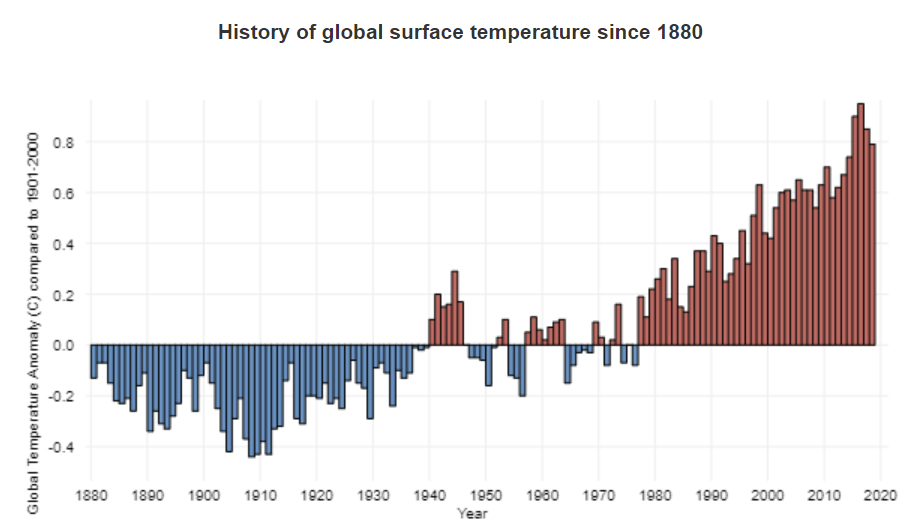 History of global surface temperature since 1880
Global Temperature Anomaly (C) compared to 1901-2000
0.8
0.6
0.4
0.2
0.0
-0.2
-0.4
1880 1890 1900 1910 1920 1930 1940 1950 1960 1970 1980 1990 2000 2010 2020
Year